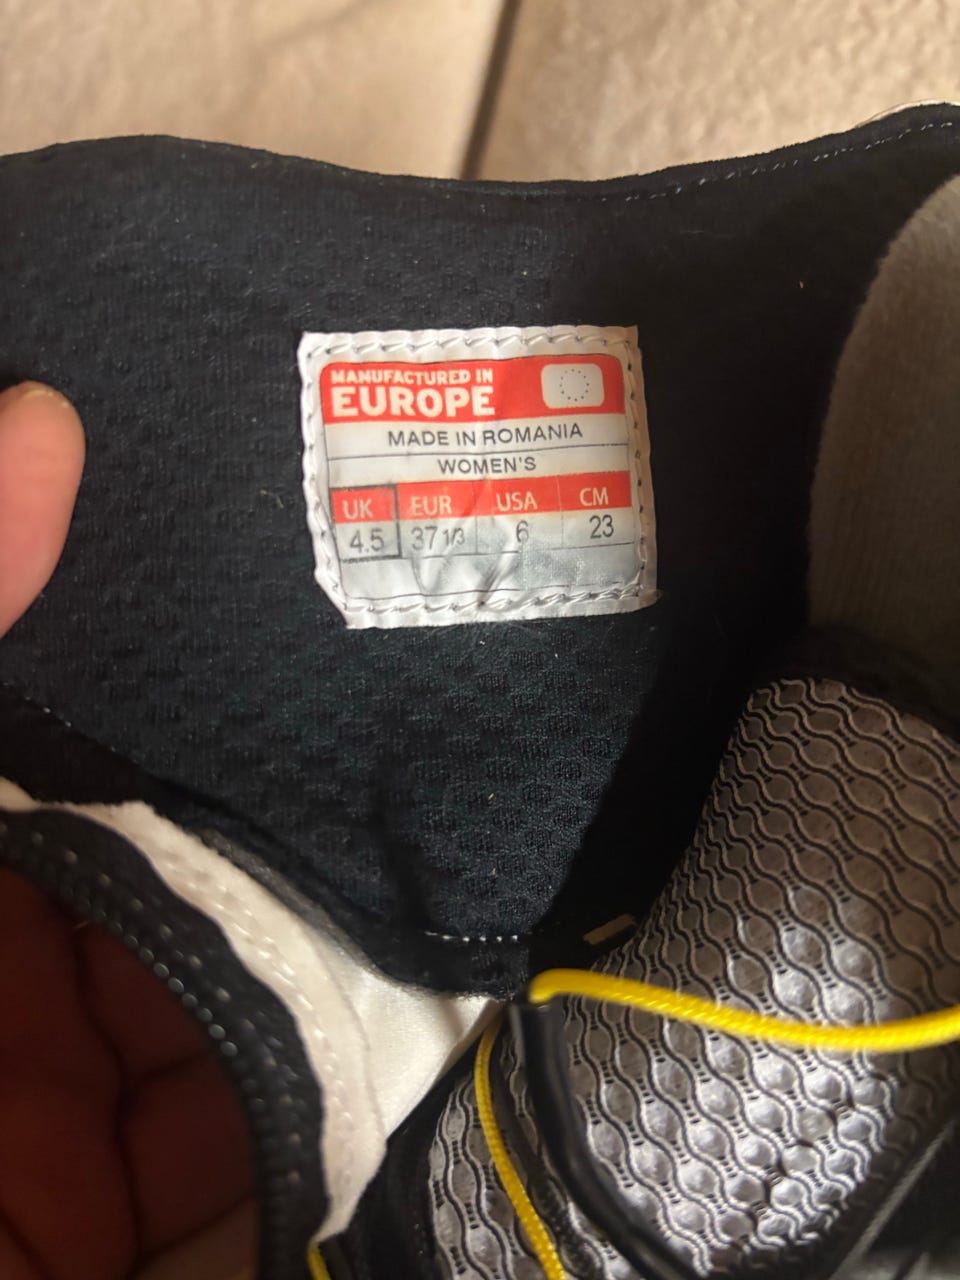 MANUFACTURED IN
EUROPE
MADE IN ROMANIA
WOMEN'S
UK EUR USA CM
4.5 37 1/3 6 23